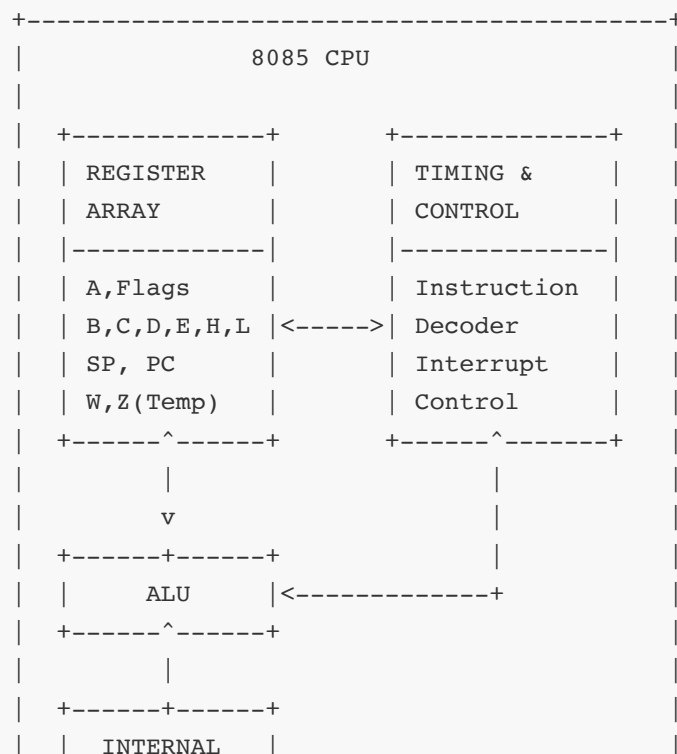 +--------------------------------------------+
|               8085 CPU                     |
|                                            |
|  +-------------+       +--------------+    |
|  | REGISTER    |       | TIMING &     |    |
|  | ARRAY       |       | CONTROL      |    |
|  |-------------|       |--------------|    |
|  | A,Flags     |       | Instruction  |    |
|  | B,C,D,E,H,L |<----->| Decoder      |    |
|  | SP, PC      |       | Interrupt    |    |
|  | W,Z(Temp)   |       | Control      |    |
|  +------^------+       +------^-------+    |
|         |                     |            |
|         v                     |            |
|  +------+------+              |            |
|  |     ALU     |<-------------+            |
|  +------^------+                           |
|         |                                  |
|  +------+------+                           |
|  |  INTERNAL   |                           |